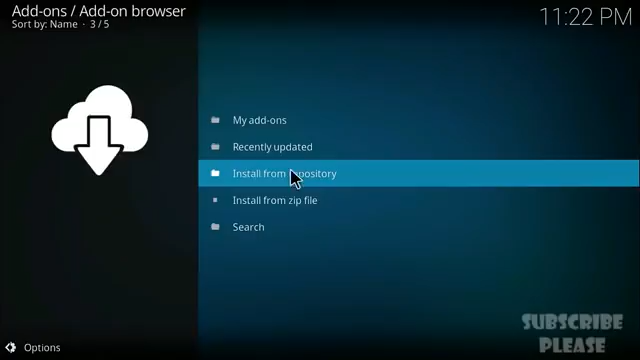 Add-ons / Add-on browser
Sort by: Name · 3 / 5
11:22 PM
My add-ons
Recently updated
Install from repository
Install from zip file
Search
Options
SUBSCRIBE
PLEASE